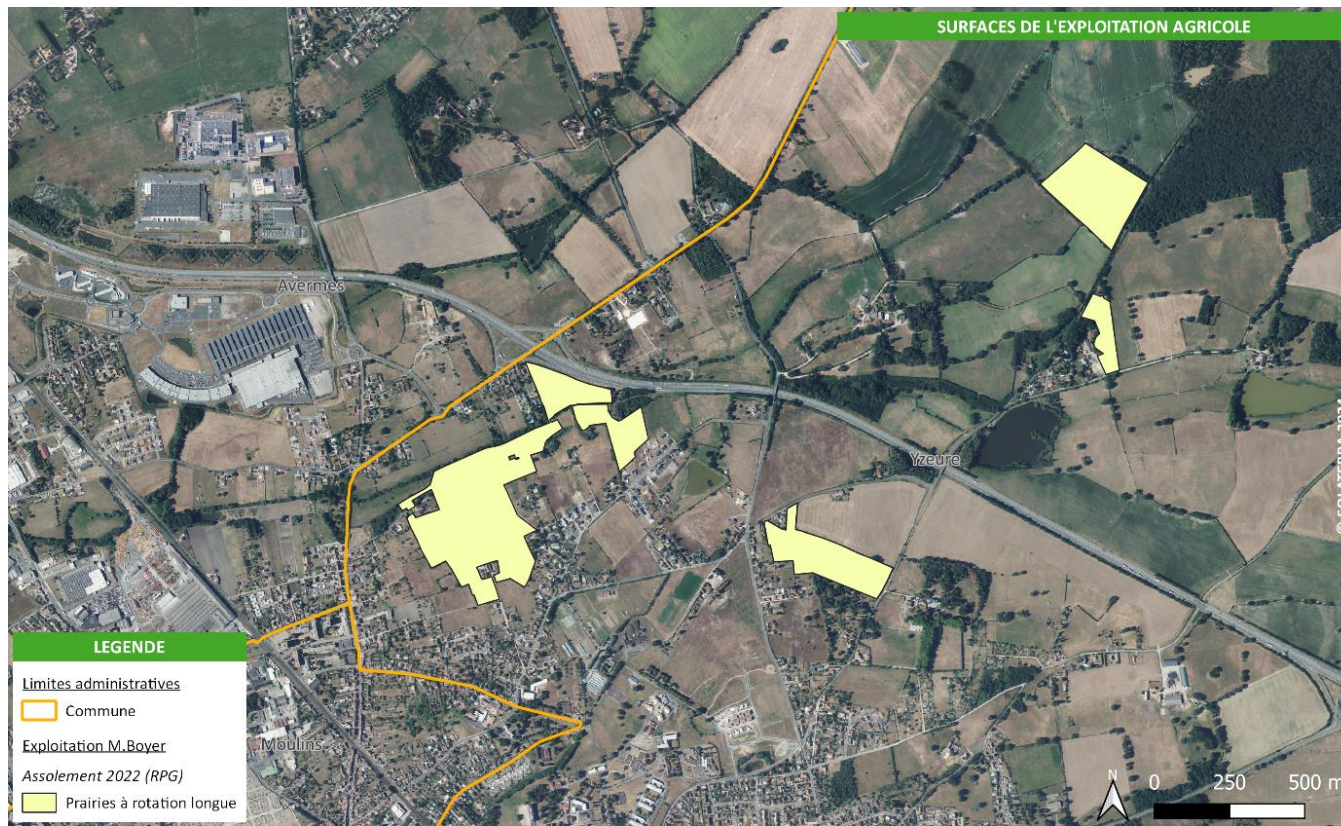 SURFACES DE L'EXPLOITATION AGRICOLE
Avermes
Yzeure
Moulins
LEGENDE
Limites administratives
Commune
Exploitation M.Boyer
Assolement 2022 (RPG)
Prairies à rotation longue
N
0 250 500 m